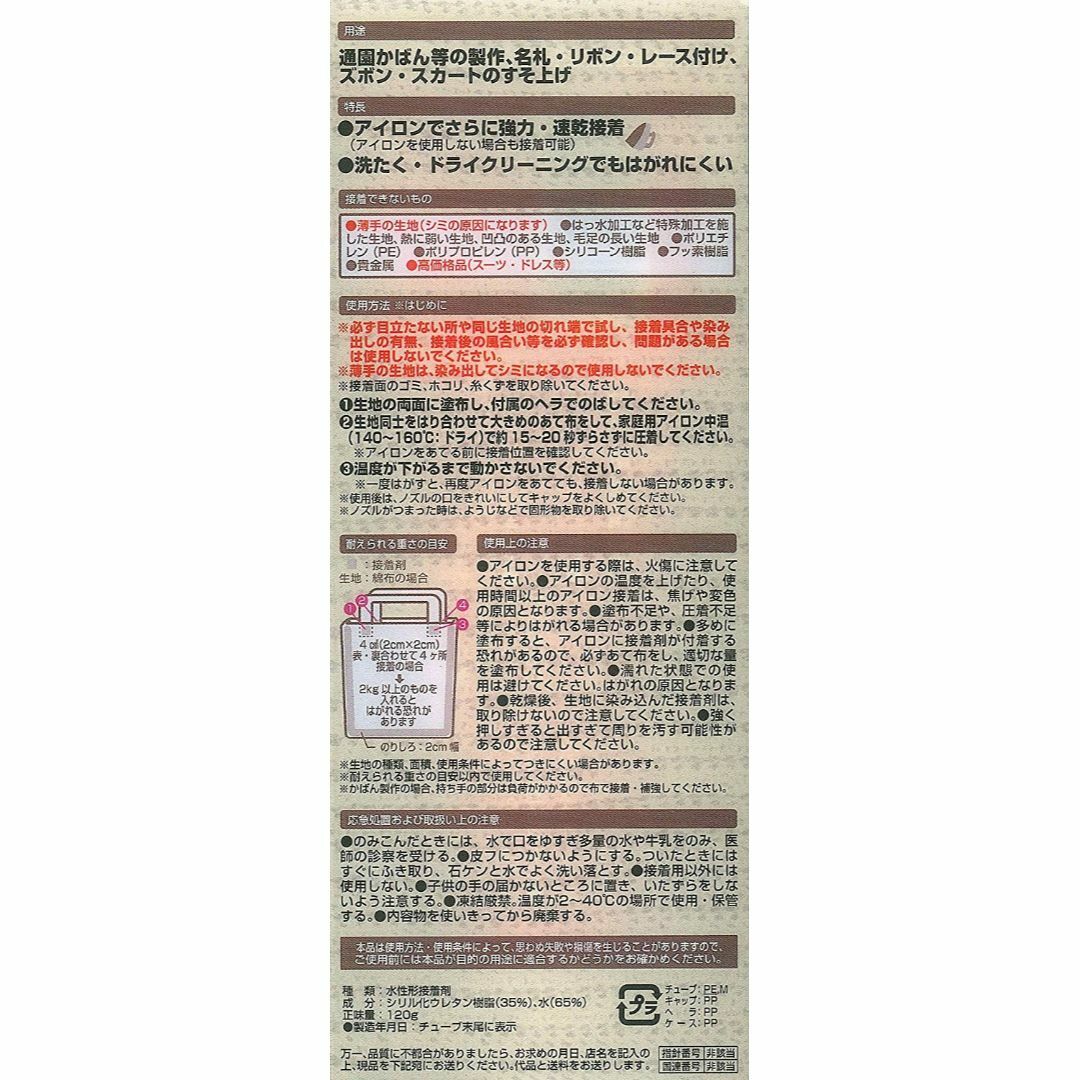 用途
通園かばん等の製作、名札・リボン・レース付け、
ズボン・スカートのすそ上げ
特長
●アイロンでさらに強力・速乾接着
(アイロンを使用しない場合も接着可能)
●洗たく・ドライクリーニングでもはがれにくい
接着できないもの
●薄手の生地(シミの原因になります) ●はっ水加工など特殊加工を施
した生地、熱に弱い生地、凹凸のある生地、毛足の長い生地 ●ポリエチ
レン(PE) ●ポリプロピレン(PP) ●シリコーン樹脂 ●フッ素樹脂
●貴金属 ●高価格品(スーツ・ドレス等)
使用方法 ※はじめに
※必ず目立たない所や同じ生地の切れ端で試し、接着具合や染み
出しの有無、接着後の風合い等を必ず確認し、問題がある場合
は使用しないでください。
※薄手の生地は、染み出してシミになるので使用しないでください。
※接着面のゴミ、ホコリ、糸くずを取り除いてください。
❶生地の両面に塗布し、付属のヘラでのばしてください。
❷生地同士をはり合わせて大きめのあて布をして、家庭用アイロン中温
(140〜160℃:ドライ)で約15〜20秒ずらさずに圧着してください。
※アイロンをあてる前に接着位置を確認してください。
❸温度が下がるまで動かさないでください。
※一度はがすと、再度アイロンをあてても、接着しない場合があります。
※使用後は、ノズルの口をきれいにしてキャップをよくしめてください。
※ノズルがつまった時は、ようじなどで固形物を取り除いてください。
耐えられる重さの目安
:接着剤
生地:綿布の場合
1 2 4 3
4㎠(2cm×2cm)
表・裏合わせて4ヶ所
接着の場合
↓
2kg以上のものを
入れると
はがれる恐れが
あります
のりしろ:2cm幅
使用上の注意
●アイロンを使用する際は、火傷に注意して
ください。●アイロンの温度を上げたり、使
用時間以上のアイロン接着は、焦げや変色
の原因となります。●塗布不足や、圧着不足
等によりはがれる場合があります。●多めに
塗布すると、アイロンに接着剤が付着する
恐れがあるので、必ずあて布をし、適切な量
を塗布してください。●濡れた状態での使
用は避けてください。はがれの原因となりま
す。●乾燥後、生地に染み込んだ接着剤は、
取り除けないので注意してください。●強く
押しすぎると出すぎて周りを汚す可能性が
あるので注意してください。
※生地の種類、面積、使用条件によってつきにくい場合があります。
※耐えられる重さの目安以内で使用してください。
※かばん製作の場合、持ち手の部分は負荷がかかるので布で接着・補強してください。
応急処置および取扱い上の注意
●のみこんだときには、水で口をゆすぎ多量の水や牛乳をのみ、医
師の診察を受ける。●皮フにつかないようにする。ついたときには
すぐにふき取り、石ケンと水でよく洗い落とす。●接着用以外には
使用しない。●子供の手の届かないところに置き、いたずらをしな
いよう注意する。●凍結厳禁。温度が2〜40℃の場所で使用・保管
する。●内容物を使いきってから廃棄する。
本品は使用方法・使用条件によって、思わぬ失敗や損傷を生じることがありますので、
ご使用前には本品が目的の用途に適合するかどうかをお確かめください。
種 類:水性形接着剤
成 分:シリル化ウレタン樹脂(35%)、水(65%)
正味量:120g
●製造年月日:チューブ末尾に表示
プラ
チューブ:PE,M
キャップ:PP
ヘ ラ:PP
ケ ー ス:PP
万一、品質に不都合がありましたら、お求めの月日、店名を記入の
上、現品を下記宛にお送りください。代品と送料をお送りします。
指針番号 非該当
国連番号 非該当